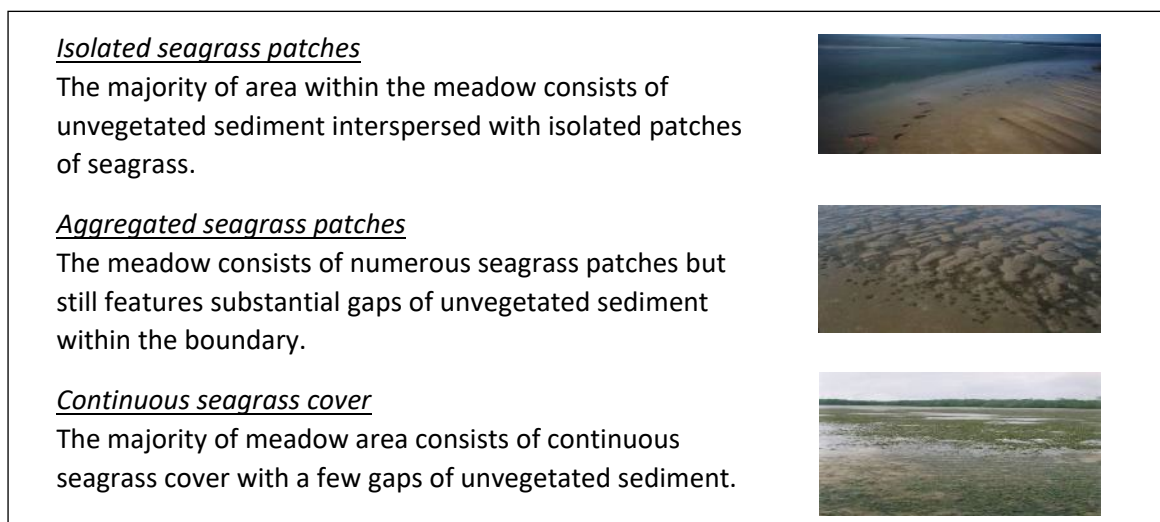 Isolated seagrass patches
The majority of area within the meadow consists of
unvegetated sediment interspersed with isolated patches
of seagrass.
Aggregated seagrass patches
The meadow consists of numerous seagrass patches but
still features substantial gaps of unvegetated sediment
within the boundary.
Continuous seagrass cover
The majority of meadow area consists of continuous
seagrass cover with a few gaps of unvegetated sediment.